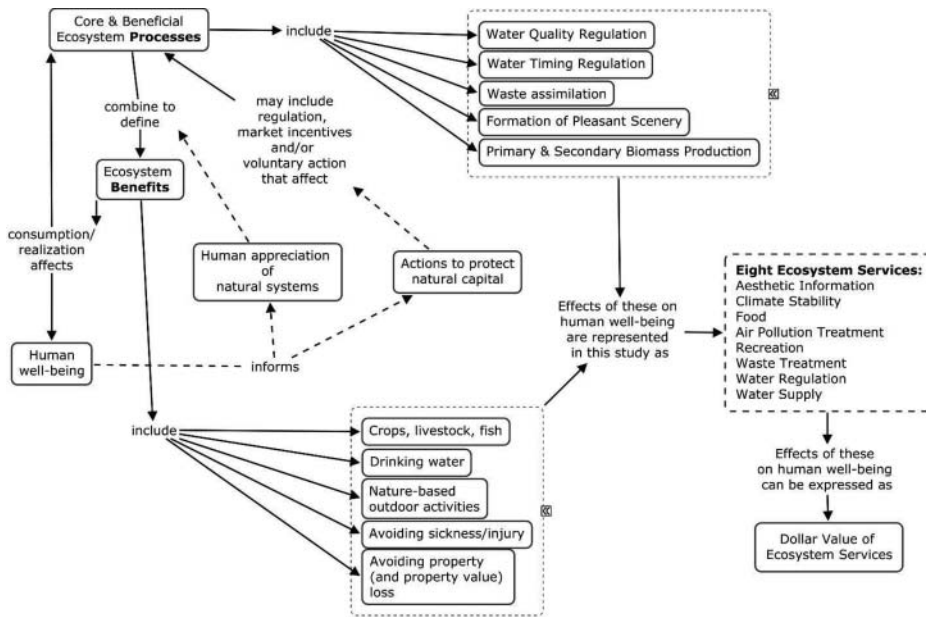 Core & Beneficial
Ecosystem Processes
include
Water Quality Regulation
Water Timing Regulation
Waste assimilation
Formation of Pleasant Scenery
Primary & Secondary Biomass Production
combine to
define
may include
regulation,
market incentives
and/or
voluntary action
that affect
Ecosystem
Benefits
consumption/
realization
affects
Human appreciation
of
natural systems
Actions to protect
natural capital
Human
well-being
informs
Effects of these on
human well-being
are represented
in this study as
Eight Ecosystem Services:
Aesthetic Information
Climate Stability
Food
Air Pollution Treatment
Recreation
Waste Treatment
Water Regulation
Water Supply
include
Crops, livestock, fish
Drinking water
Nature-based
outdoor activities
Avoiding sickness/injury
Avoiding property
(and property value)
loss
Effects of these
on human well-being
can be expressed as
Dollar Value of
Ecosystem Services